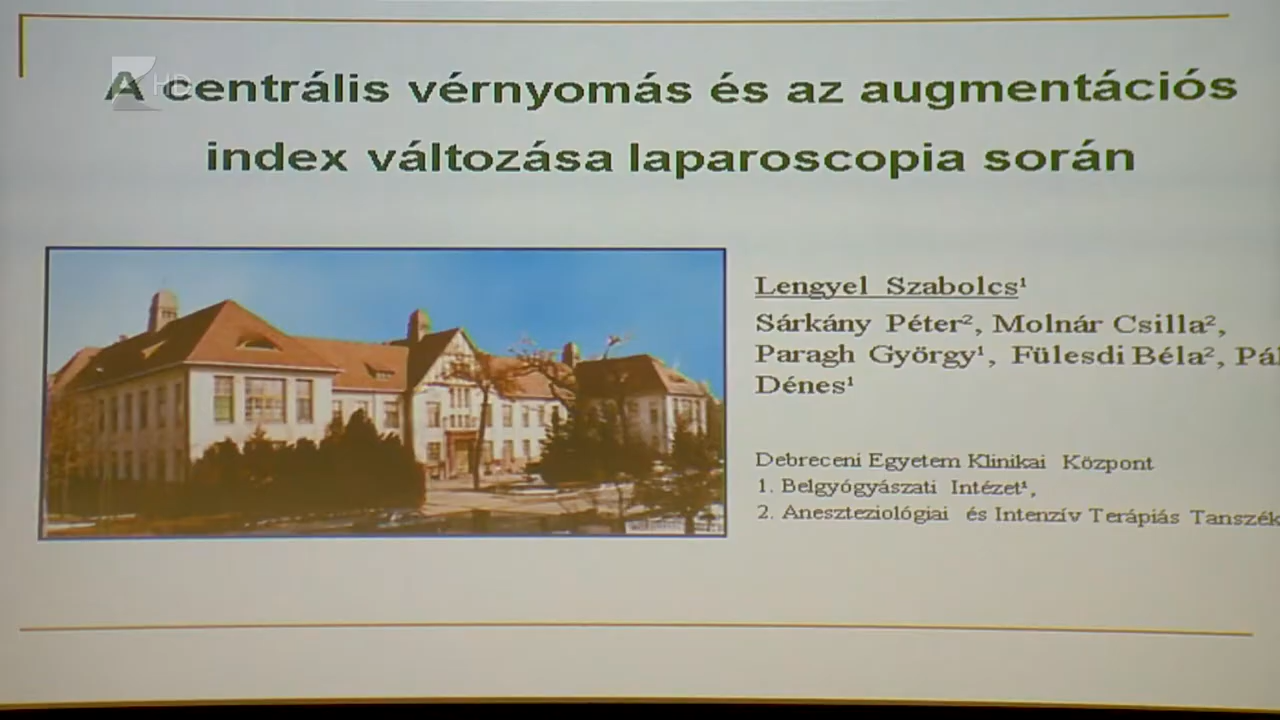 A centrális vérnyomás és az augmentációs
index változása laparoscopia során
HD
Lengyel Szabolcs¹
Sárkány Péter², Molnár Csilla²,
Paragh György¹, Fülesdi Béla², Pál
Dénes¹
Debreceni Egyetem Klinikai Központ
1. Belgyógyászati Intézet¹,
2. Aneszteziológiai és Intenzív Terápiás Tanszék